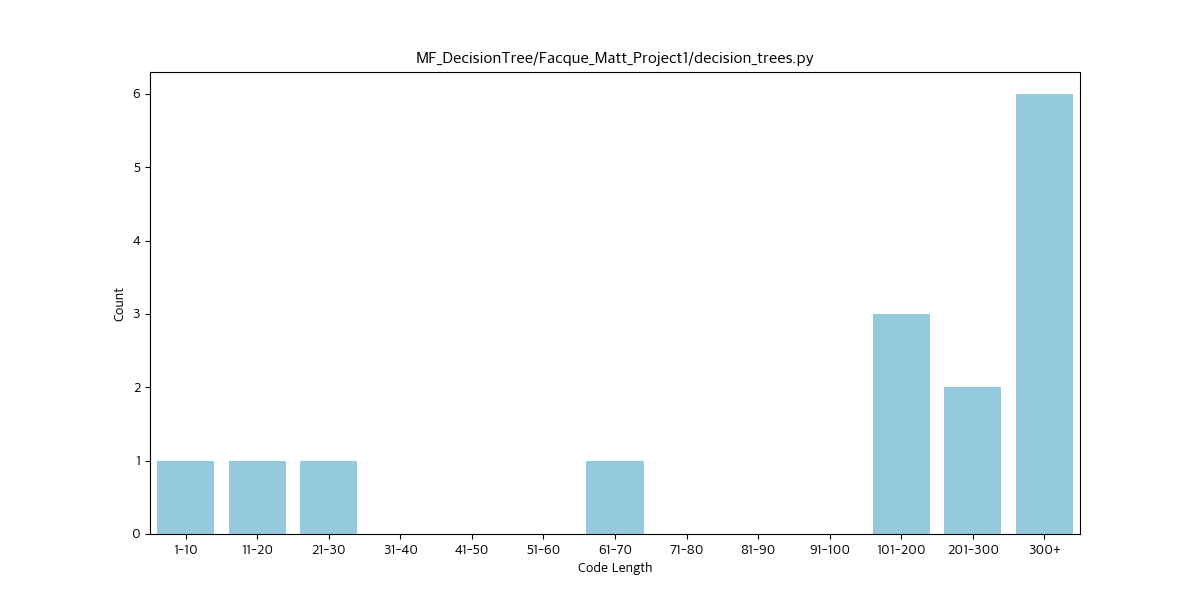 MF_DecisionTree/Facque_Matt_Project1/decision_trees.py
6
5
4
3
2
1
0
Count
1-10 11-20 21-30 31-40 41-50 51-60 61-70 71-80 81-90 91-100 101-200 201-300 300+
Code Length